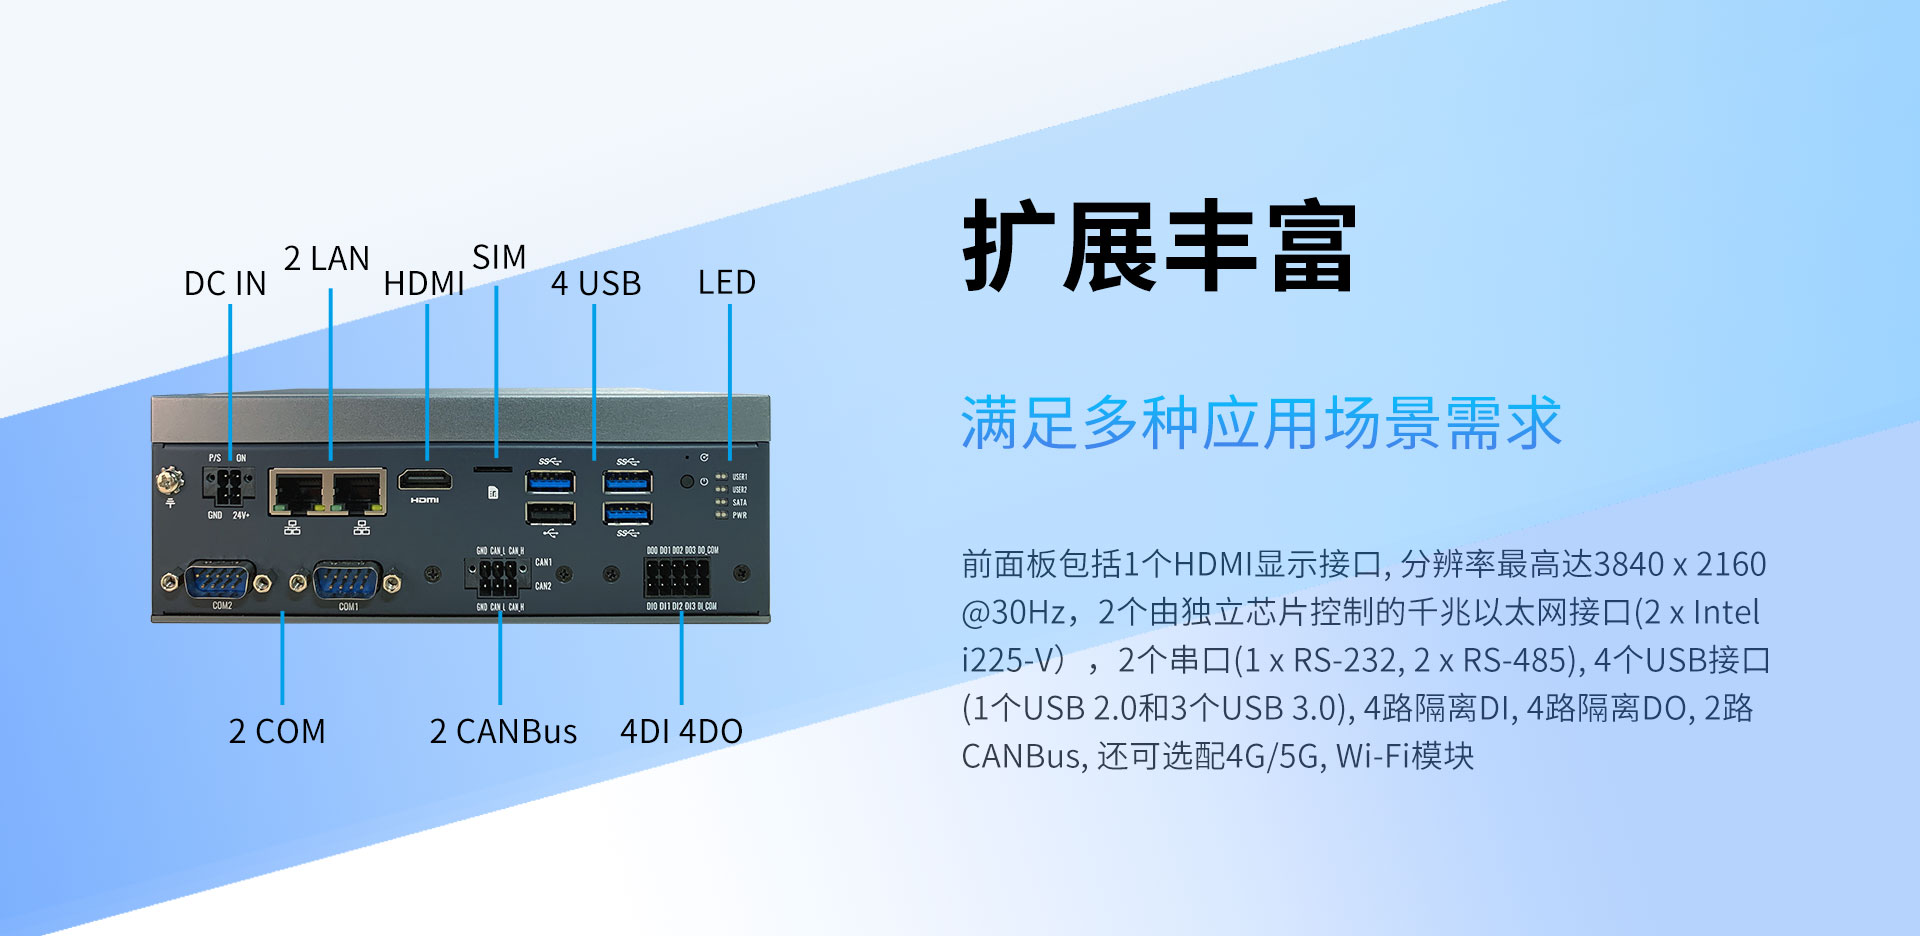 扩展丰富
满足多种应用场景需求
前面板包括1个HDMI显示接口, 分辨率最高达3840 x 2160
@30Hz，2个由独立芯片控制的千兆以太网接口(2 x Intel
i225-V），2个串口(1 x RS-232, 2 x RS-485), 4个USB接口
(1个USB 2.0和3个USB 3.0), 4路隔离DI, 4路隔离DO, 2路
CANBus, 还可选配4G/5G, Wi-Fi模块
DC IN
2 LAN
HDMI
SIM
4 USB
LED
P/S ON
GND 24V+
HDMI
SS
SS
SS
USER1
USER2
SATA
PWR
COM2
COM1
GND CAN_L CAN_H
CAN1
CAN2
GND CAN_L CAN_H
DO0 DO1 DO2 DO3 DO_COM
DI0 DI1 DI2 DI3 DI_COM
2 COM
2 CANBus
4DI 4DO